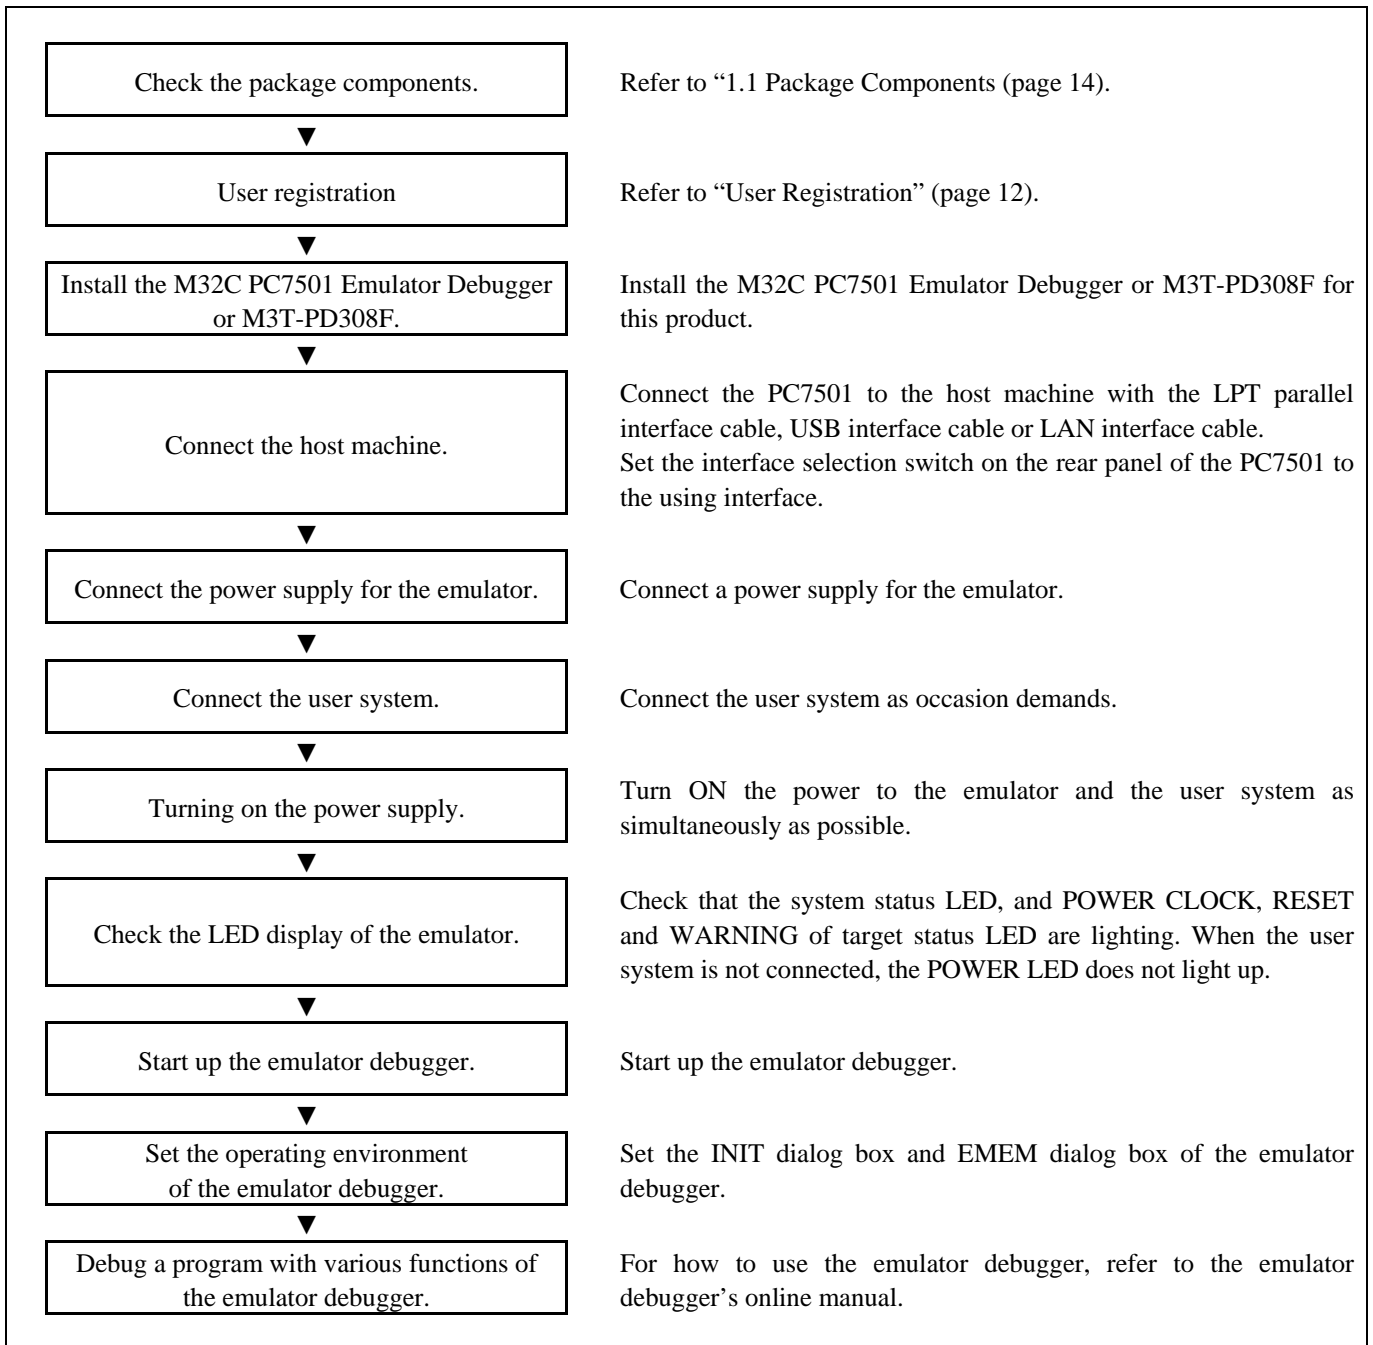 Check the package components.
Refer to “1.1 Package Components (page 14).
▼
User registration
Refer to “User Registration” (page 12).
▼
Install the M32C PC7501 Emulator Debugger
or M3T-PD308F.
Install the M32C PC7501 Emulator Debugger or M3T-PD308F for
this product.
▼
Connect the host machine.
Connect the PC7501 to the host machine with the LPT parallel
interface cable, USB interface cable or LAN interface cable.
Set the interface selection switch on the rear panel of the PC7501 to
the using interface.
▼
Connect the power supply for the emulator.
Connect a power supply for the emulator.
▼
Connect the user system.
Connect the user system as occasion demands.
▼
Turning on the power supply.
Turn ON the power to the emulator and the user system as
simultaneously as possible.
▼
Check the LED display of the emulator.
Check that the system status LED, and POWER CLOCK, RESET
and WARNING of target status LED are lighting. When the user
system is not connected, the POWER LED does not light up.
▼
Start up the emulator debugger.
Start up the emulator debugger.
▼
Set the operating environment
of the emulator debugger.
Set the INIT dialog box and EMEM dialog box of the emulator
debugger.
▼
Debug a program with various functions of
the emulator debugger.
For how to use the emulator debugger, refer to the emulator
debugger’s online manual.